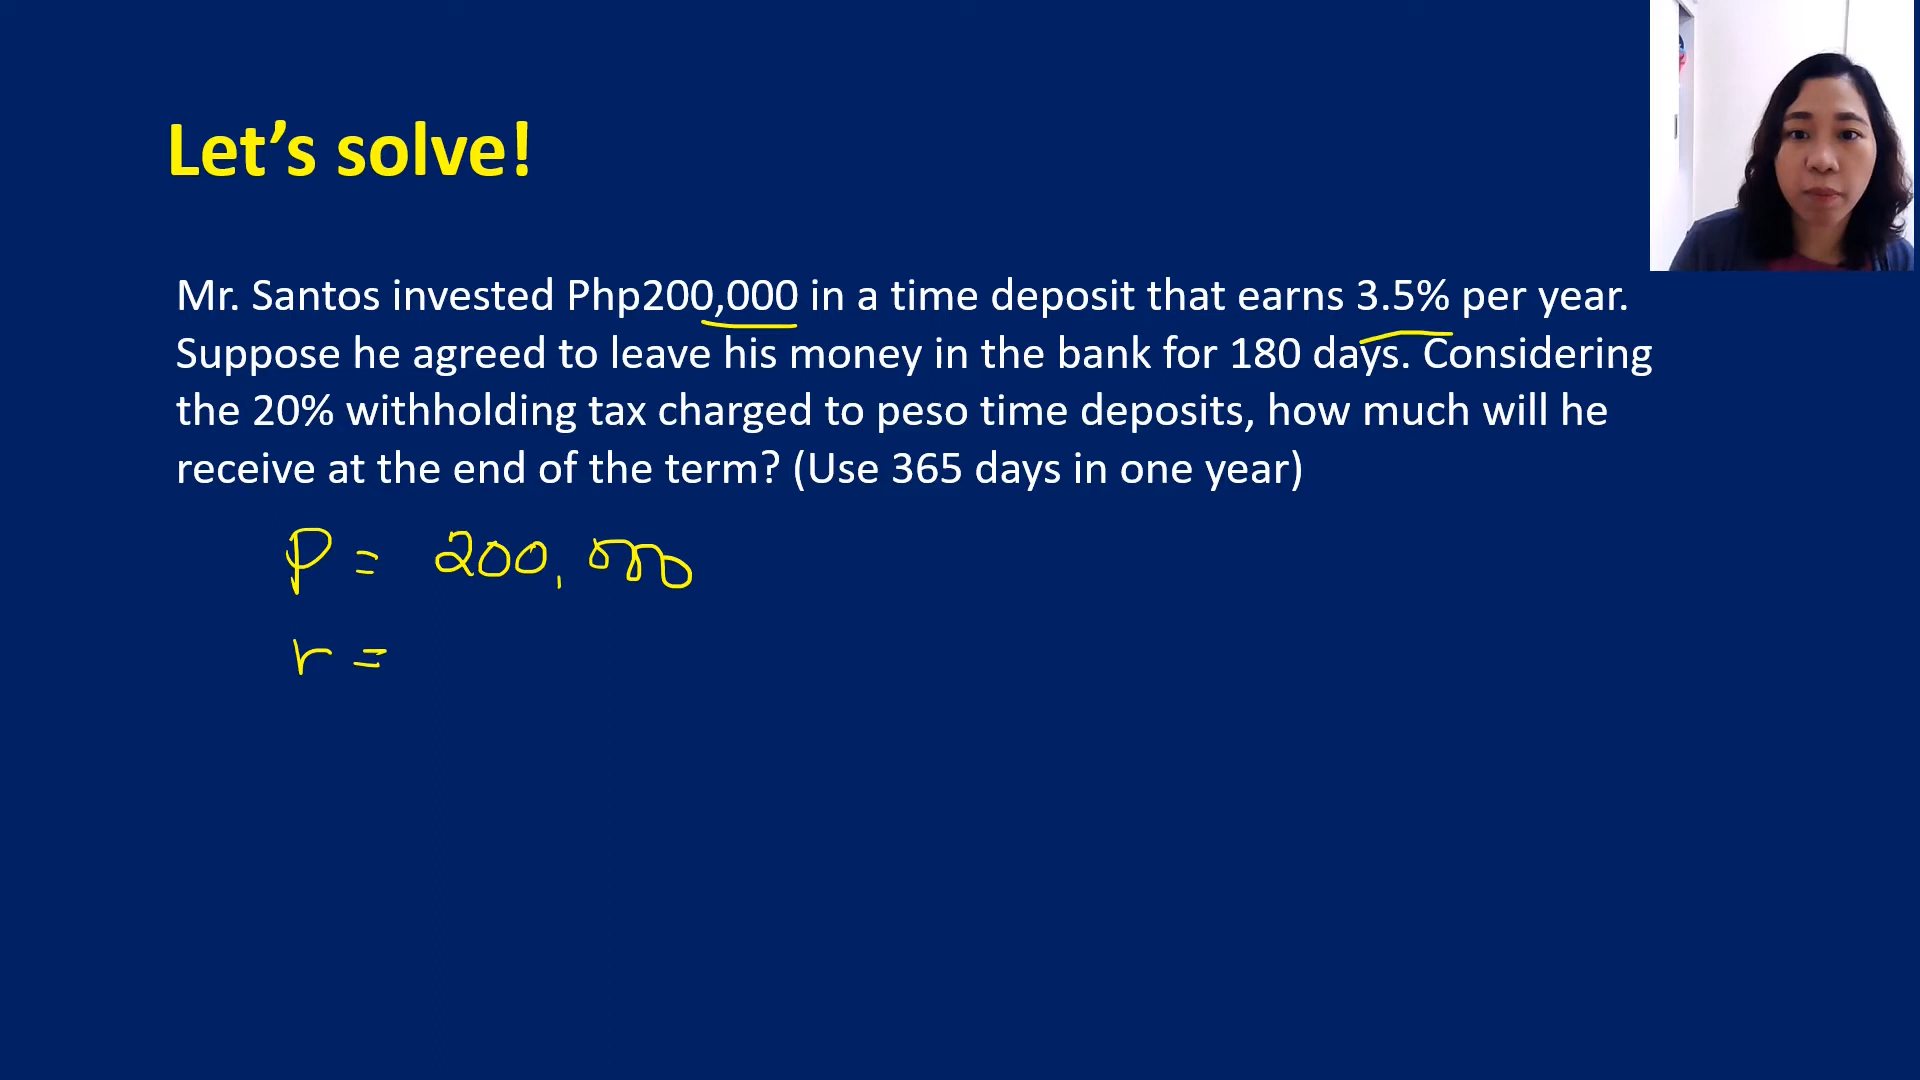 Let’s solve!
Mr. Santos invested Php200,000 in a time deposit that earns 3.5% per year.
Suppose he agreed to leave his money in the bank for 180 days. Considering
the 20% withholding tax charged to peso time deposits, how much will he
receive at the end of the term? (Use 365 days in one year)
P = 200,000
r =